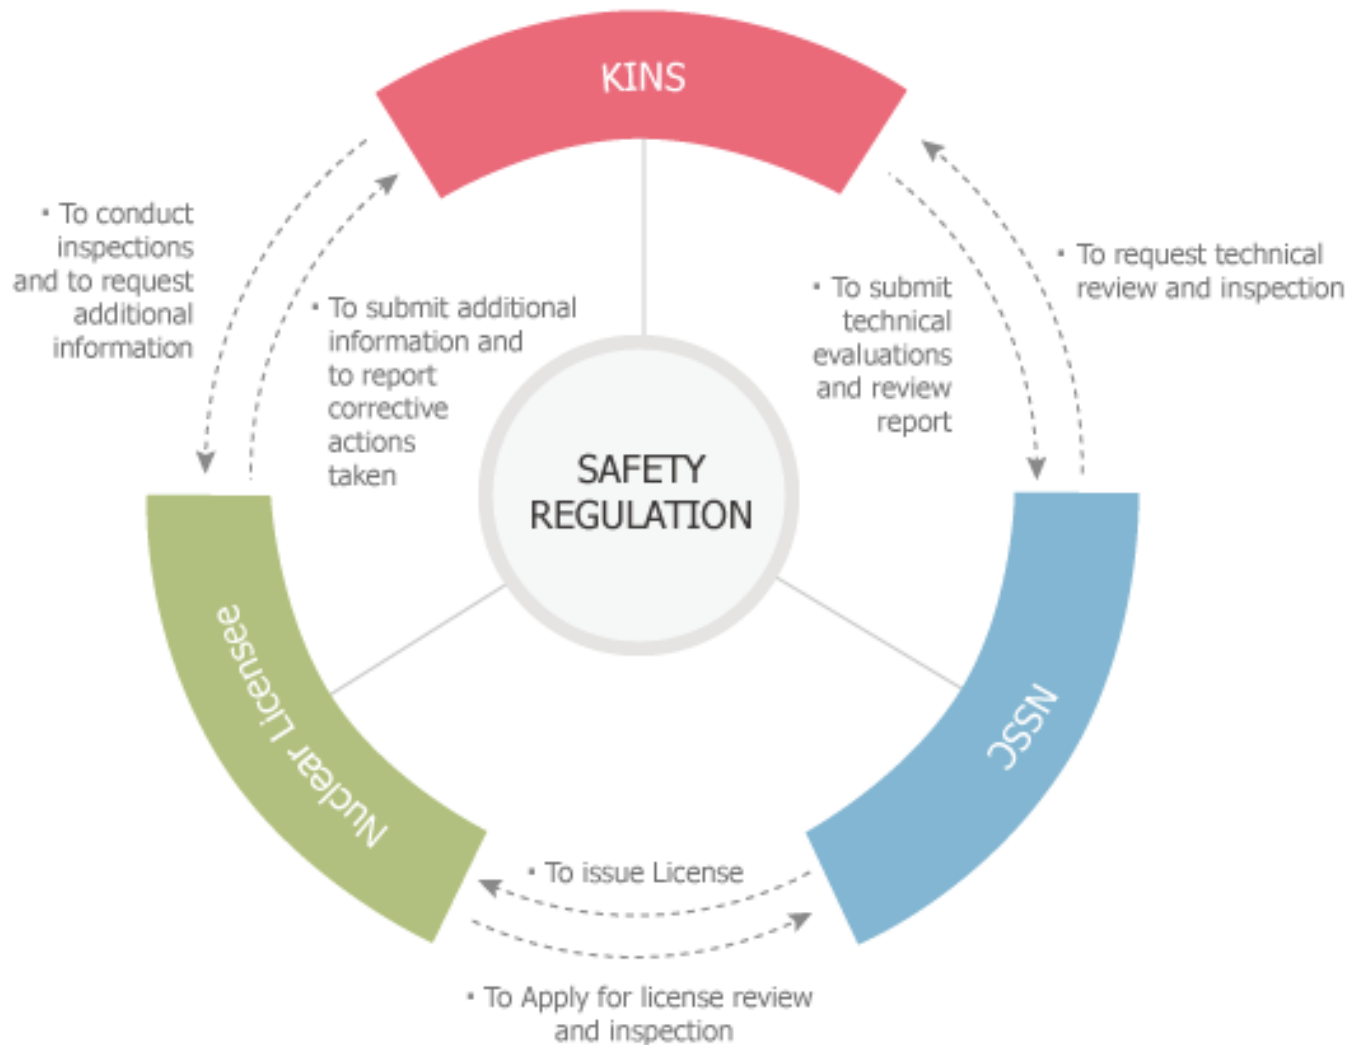 KINS
· To conduct
inspections
and to request
additional
information
· To submit additional
information and
to report
corrective
actions
taken
· To submit
technical
evaluations
and review
report
· To request technical
review and inspection
SAFETY
REGULATION
Nuclear Licensee
NSSC
· To issue License
· To Apply for license review
and inspection